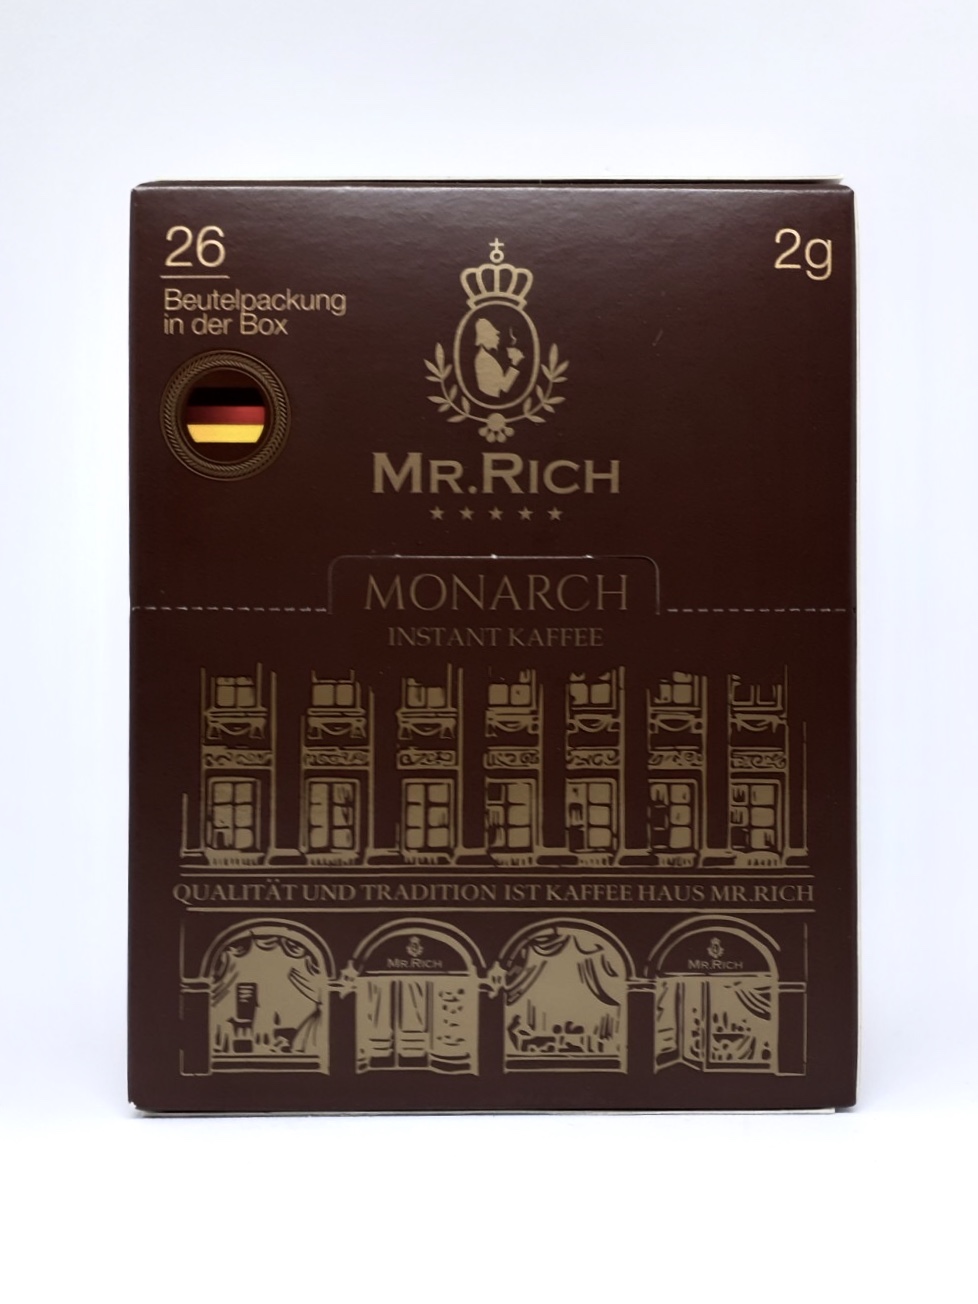 26
Beutelpackung
in der Box
2g
MR.RICH
MONARCH
INSTANT KAFFEE
QUALITÄT UND TRADITION IST KAFFEE HAUS MR.RICH
MR.RICH
MR.RICH